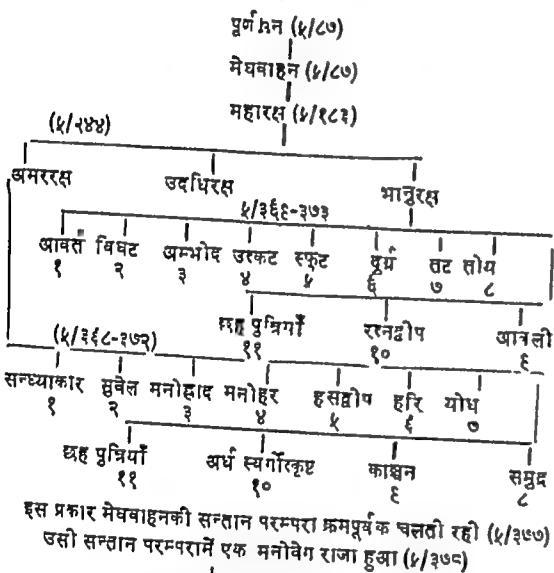 पूर्णघन (५/८७)
मेघवाहन (५/८७)
महारक्ष (५/१८३)
(५/२४४)
अमररक्ष उदधिरक्ष भानुरक्ष
५/३६६-३७३
आवर्त विघट अम्भोद उत्कट स्फुट दुर्ग्र तट तोय
१ २ ३ ४ ५ ६ ७ ८
छह पुत्रियाँ रत्नद्वीप आवली
११ १० ६
(५/३६८-३७२)
सन्ध्याकार सुवेल मनोह्लाद मनोहर हंसद्वीप हरि योध
१ २ ३ ४ ५ ६ ७
छह पुत्रियाँ अर्ध स्वर्गोत्कृष्ट काञ्चन समुद्र
११ १० ६ ८
इस प्रकार मेघवाहनकी सन्तान परम्परा क्रमपूर्वक चलती रही (५/३७७)
उसी सन्तान परम्परामें एक मनोवेग राजा हुआ (५/३७८)